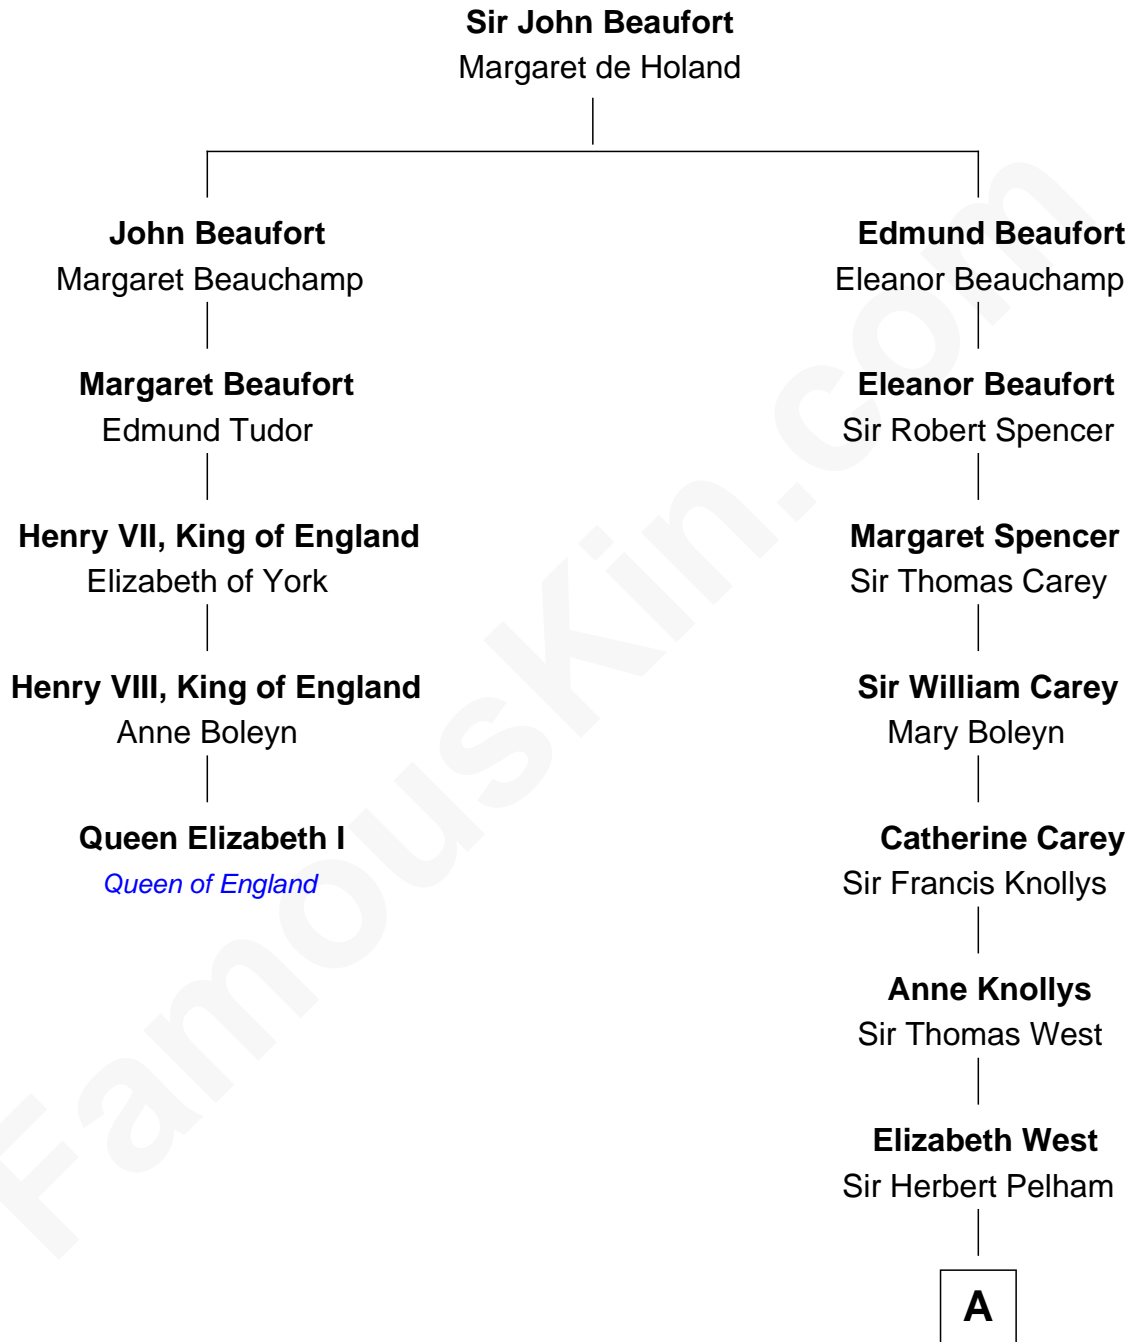 Sir John Beaufort
Margaret de Holand
John Beaufort
Margaret Beauchamp
Margaret Beaufort
Edmund Tudor
Henry VII, King of England
Elizabeth of York
Henry VIII, King of England
Anne Boleyn
Queen Elizabeth I
Queen of England
Edmund Beaufort
Eleanor Beauchamp
Eleanor Beaufort
Sir Robert Spencer
Margaret Spencer
Sir Thomas Carey
Sir William Carey
Mary Boleyn
Catherine Carey
Sir Francis Knollys
Anne Knollys
Sir Thomas West
Elizabeth West
Sir Herbert Pelham
A
FamousKin.com